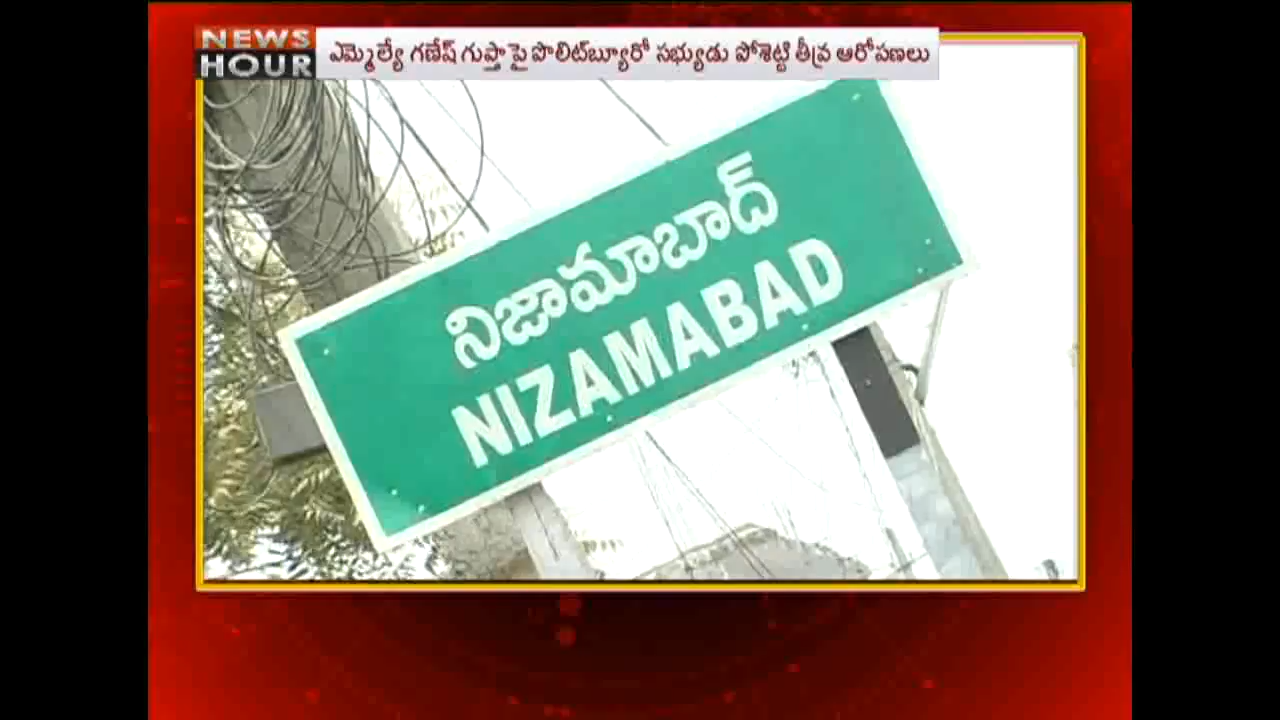 NEWS
HOUR
ఎమ్మెల్యే గణేష్ గుప్తాపై పొలిట్‌బ్యూరో సభ్యుడు పోశెట్టి తీవ్ర ఆరోపణలు
నిజామాబాద్
NIZAMABAD